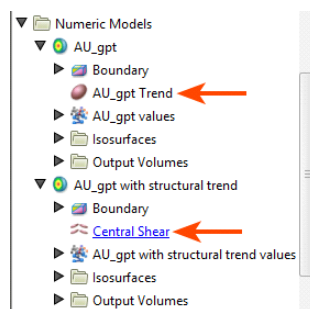 Numeric Models
AU_gpt
Boundary
AU_gpt Trend
AU_gpt values
Isosurfaces
Output Volumes
AU_gpt with structural trend
Boundary
Central Shear
AU_gpt with structural trend values
Isosurfaces
Output Volumes